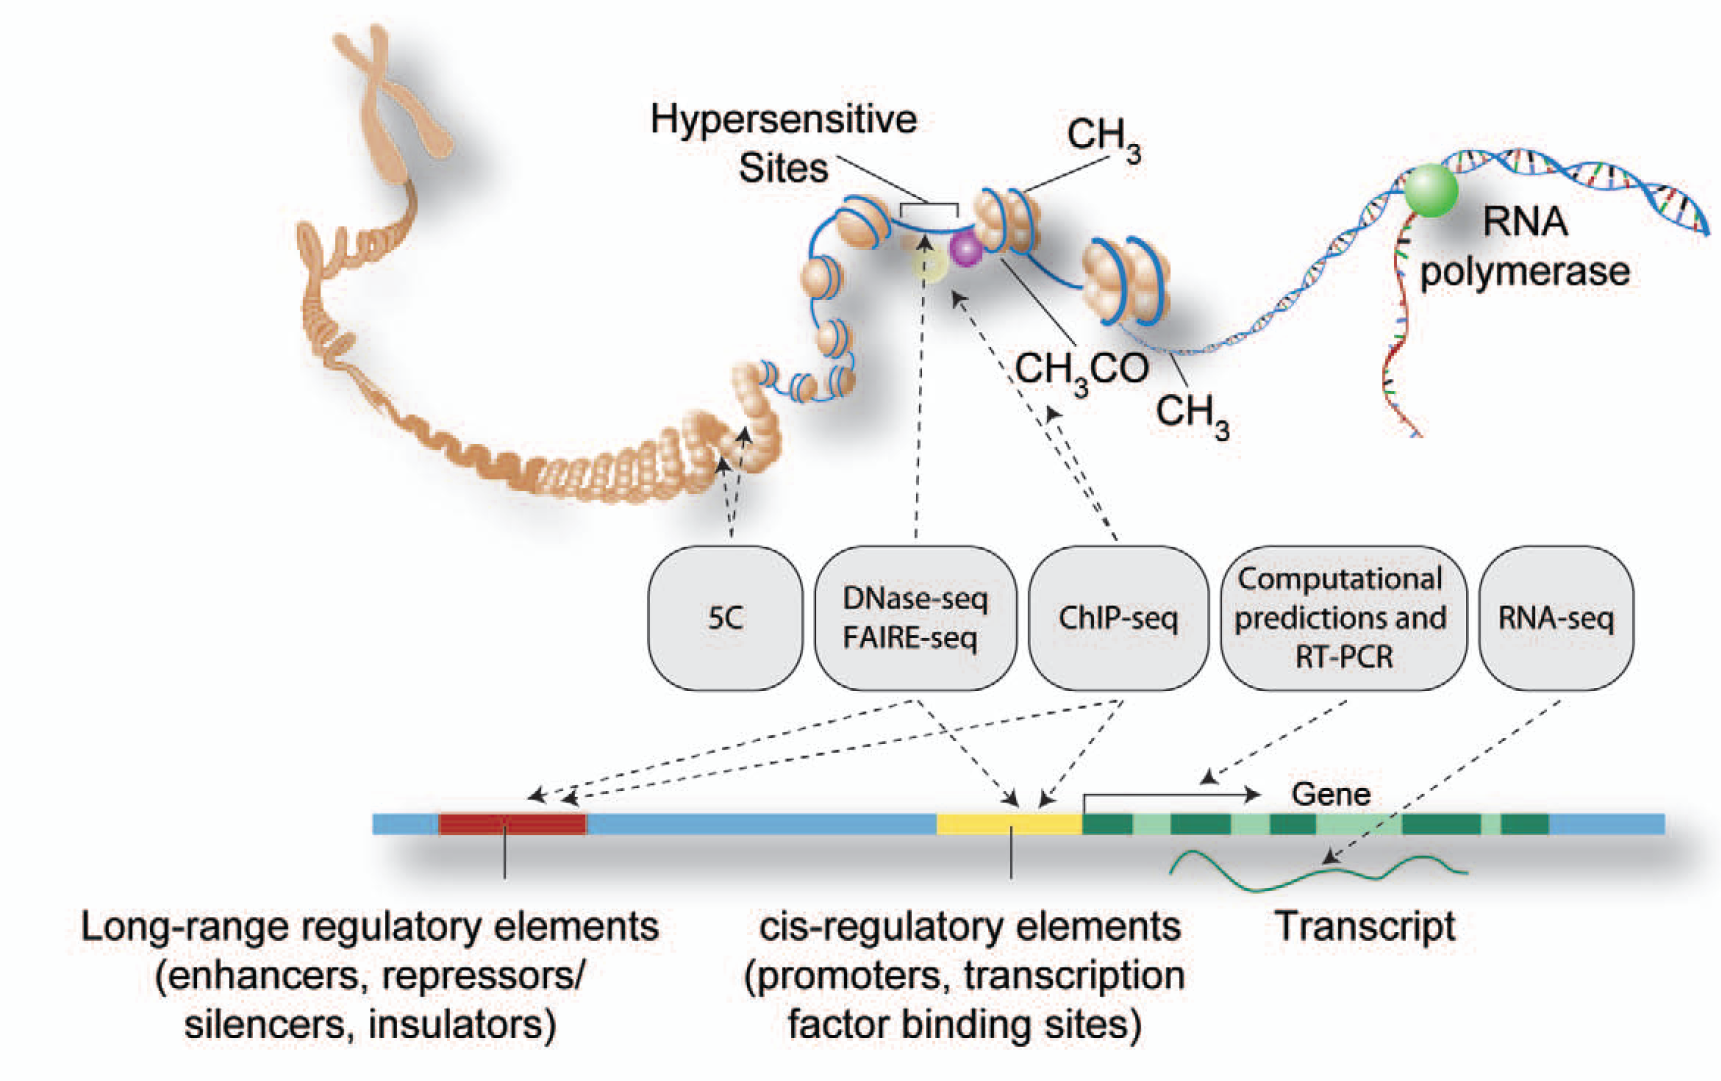 Hypersensitive
Sites
CH₃
RNA
polymerase
CH₃CO
CH₃
5C
DNase-seq
FAIRE-seq
ChIP-seq
Computational
predictions and
RT-PCR
RNA-seq
Gene
Long-range regulatory elements
(enhancers, repressors/
silencers, insulators)
cis-regulatory elements
(promoters, transcription
factor binding sites)
Transcript